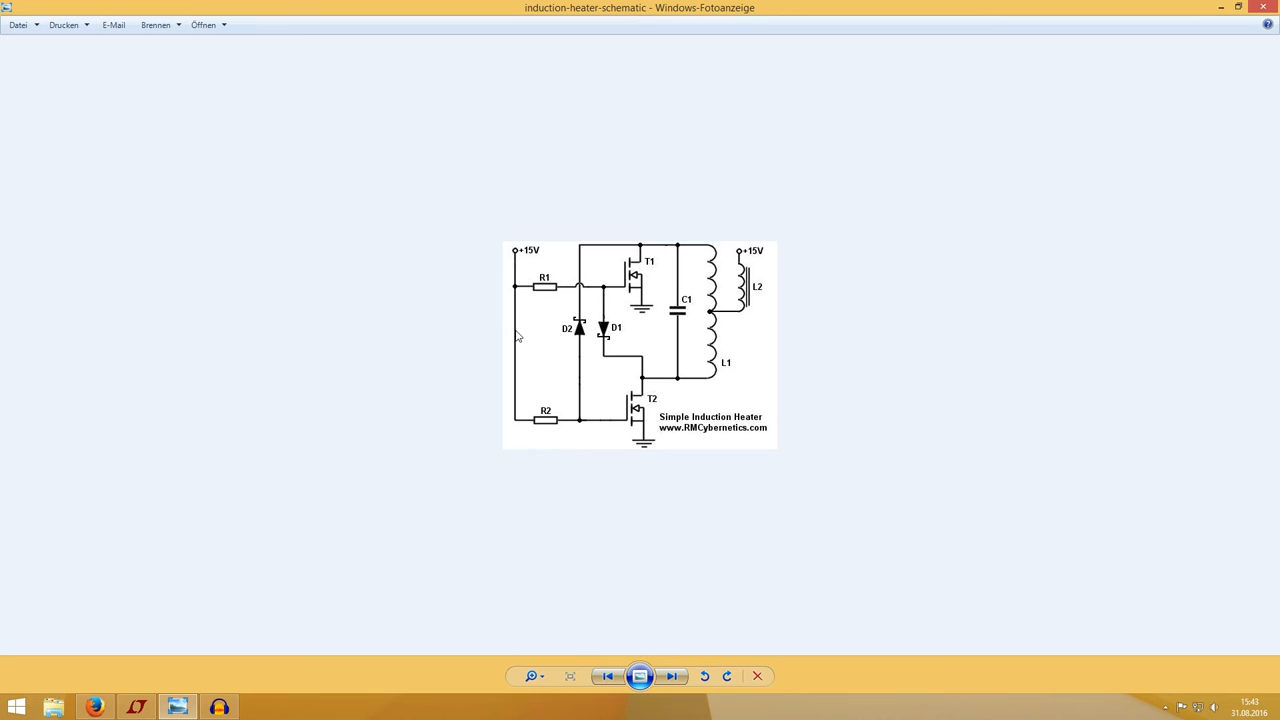 induction-heater-schematic - Windows-Fotoanzeige
Datei Drucken E-Mail Brennen Öffnen
+15V
+15V
T1
R1
L2
C1
D2
D1
L1
T2
R2
Simple Induction Heater
www.RMCybernetics.com
15:43
31.08.2016